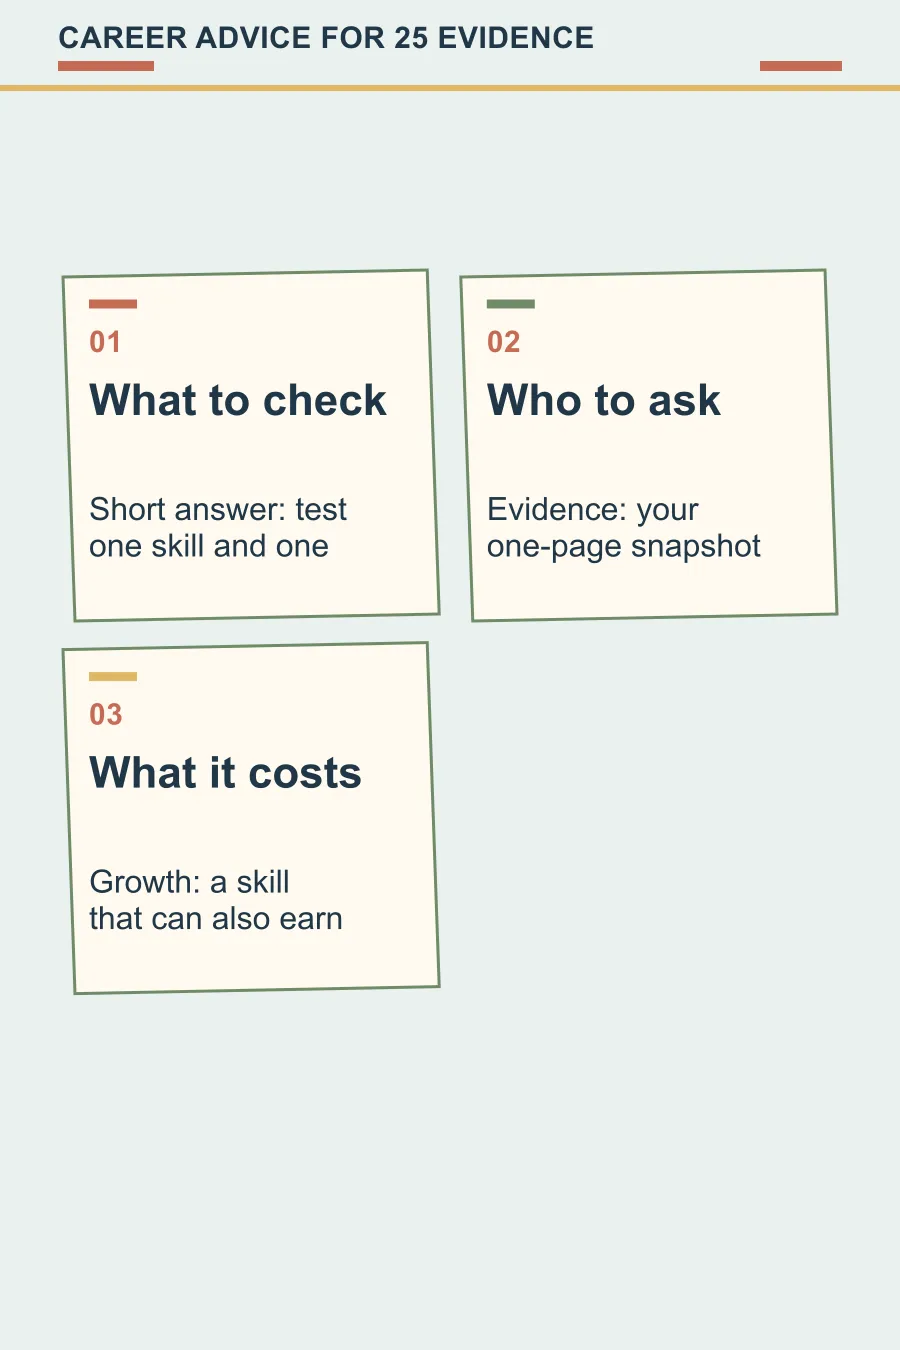 CAREER ADVICE FOR 25 EVIDENCE
01
What to check
Short answer: test
one skill and one
02
Who to ask
Evidence: your
one-page snapshot
03
What it costs
Growth: a skill
that can also earn